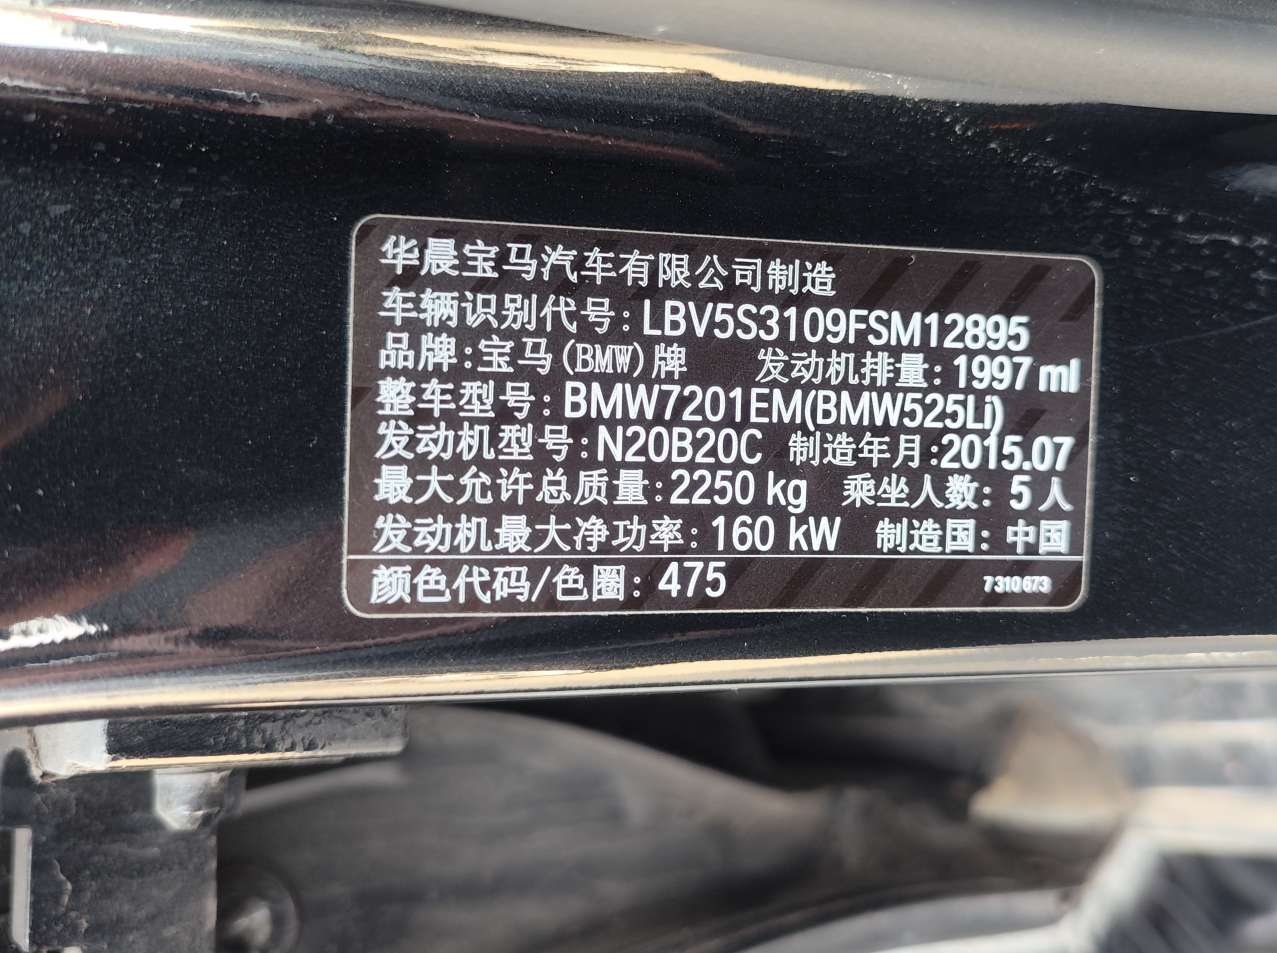 华晨宝马汽车有限公司制造
车辆识别代号: LBV5S3109FSM12895
品牌:宝马(BMW)牌 发动机排量: 1997 ml
整车型号: BMW7201EM(BMW525Li)
发动机型号: N20B20C 制造年月:2015.07
最大允许总质量:2250 kg 乘坐人数: 5人
发动机最大净功率: 160 kW 制造国: 中国
颜色代码/色圈: 475 7310673